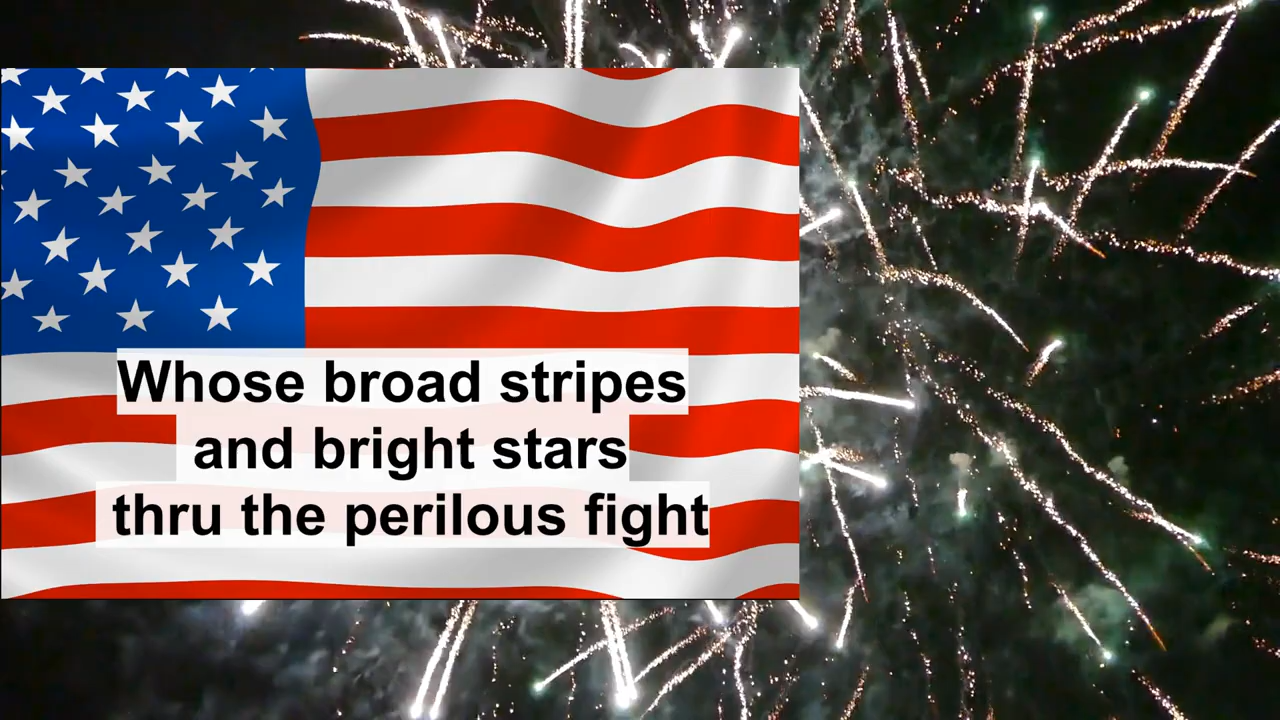 Whose broad stripes
and bright stars
thru the perilous fight